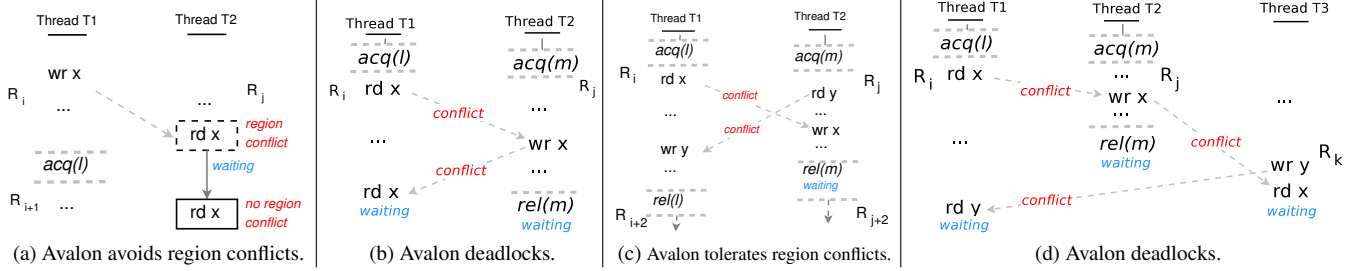 Thread T1
Thread T2
wr x
R i
...
...
R j
rd x
region
conflict
acq(l)
waiting
R i+1
...
rd x
no region
conflict
(a) Avalon avoids region conflicts.
Thread T1
Thread T2
acq(l)
acq(m)
R i
rd x
R j
...
conflict
...
wr x
conflict
rd x
waiting
rel(m)
waiting
(b) Avalon deadlocks.
Thread T1
Thread T2
acq(l)
acq(m)
R i
rd x
R j
conflict
rd y
...
...
conflict
wr x
wr y
...
...
rel(m)
waiting
rel(l)
R i+2
R j+2
(c) Avalon tolerates region conflicts.
Thread T1
Thread T2
Thread T3
acq(l)
acq(m)
R i
rd x
...
R j
conflict
wr x
...
...
...
rel(m)
conflict
waiting
wr y
R k
rd x
conflict
rd y
waiting
waiting
(d) Avalon deadlocks.